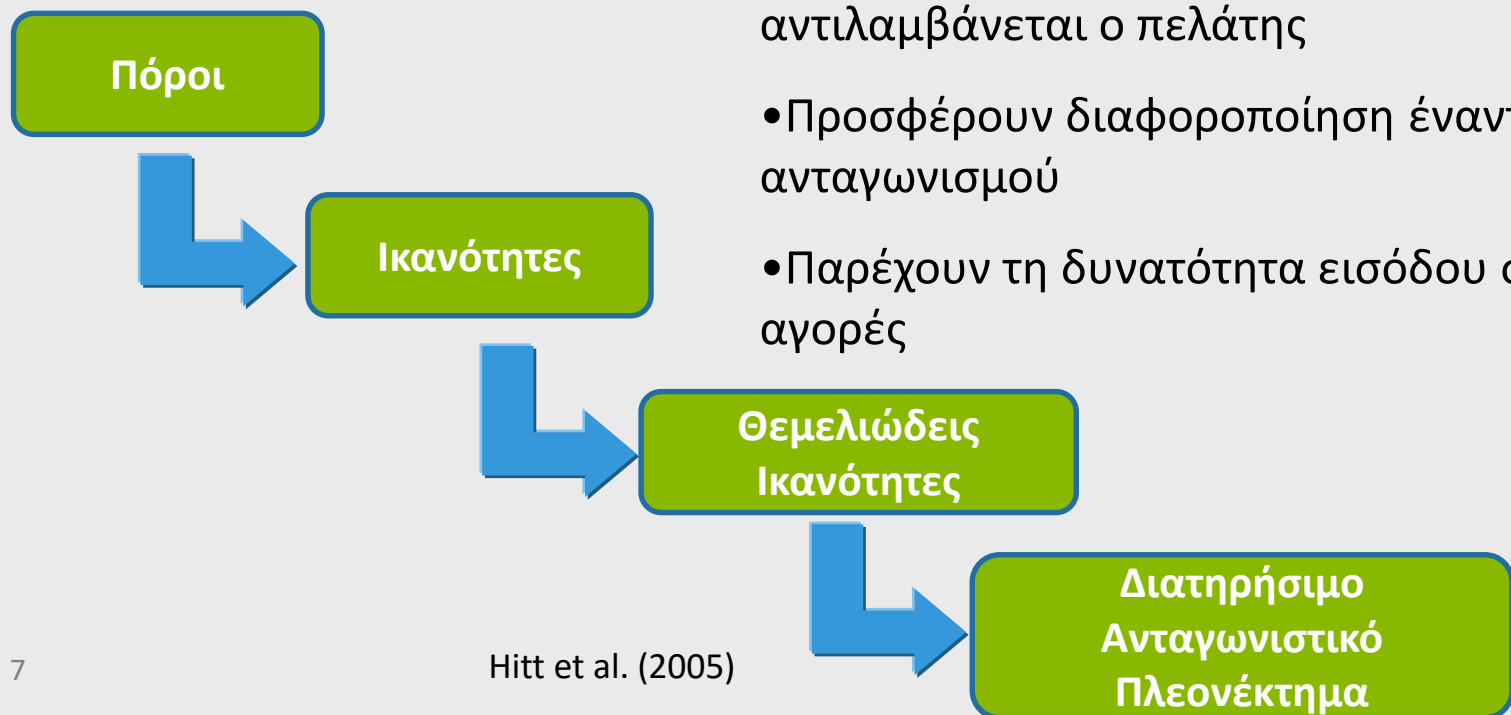 αντιλαμβάνεται ο πελάτης
Πόροι
•Προσφέρουν διαφοροποίηση
ανταγωνισμού
Ικανότητες
•Παρέχουν τη δυνατότητα εισόδου
αγορές
Θεμελιώδεις
Ικανότητες
Διατηρήσιμο
Ανταγωνιστικό
Πλεονέκτημα
Hitt et al. (2005)
7